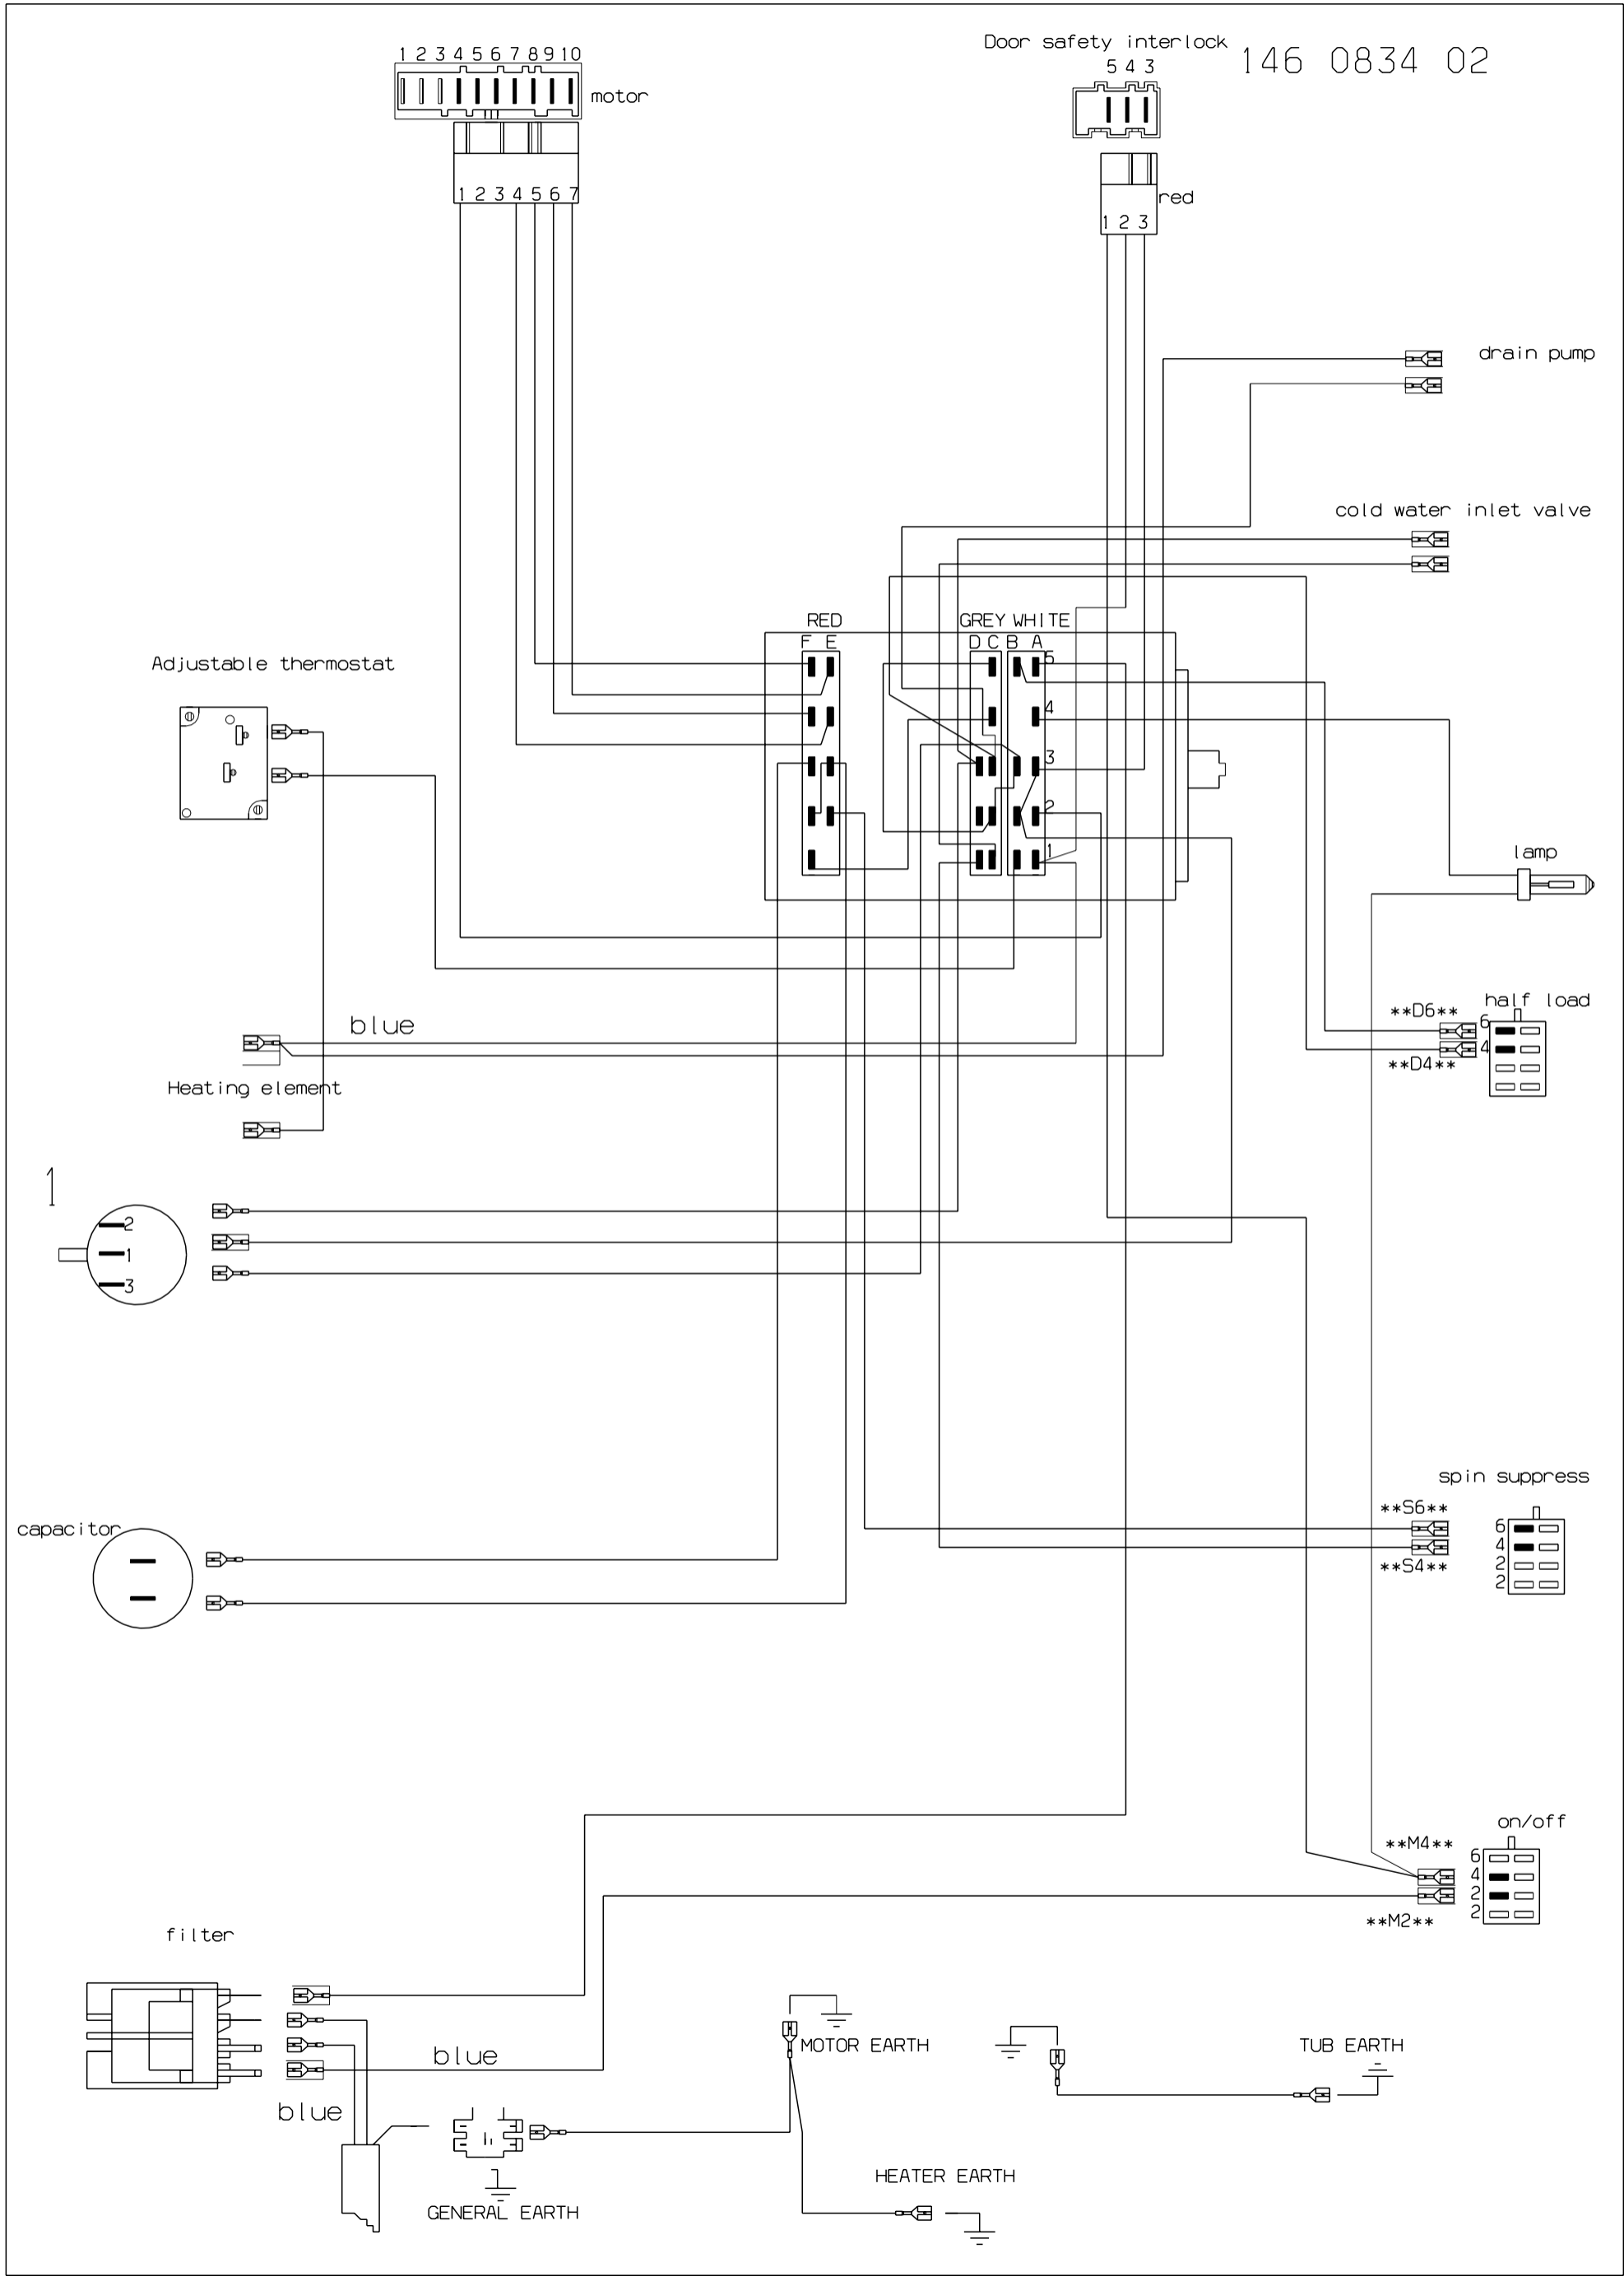 Door safety interlock
146 0834 02
5 4 3
1 2 3 4 5 6 7 8 9 10
motor
1 2 3 4 5 6 7
red
1 2 3
drain pump
cold water inlet valve
RED
GREY WHITE
F E
D C B A
5
4
3
2
1
Adjustable thermostat
lamp
half load
**D6**
6
4
**D4**
blue
Heating element
1
2
1
3
spin suppress
**S6**
6
4
2
2
**S4**
capacitor
on/off
**M4**
6
4
2
2
**M2**
filter
MOTOR EARTH
TUB EARTH
blue
blue
HEATER EARTH
GENERAL EARTH